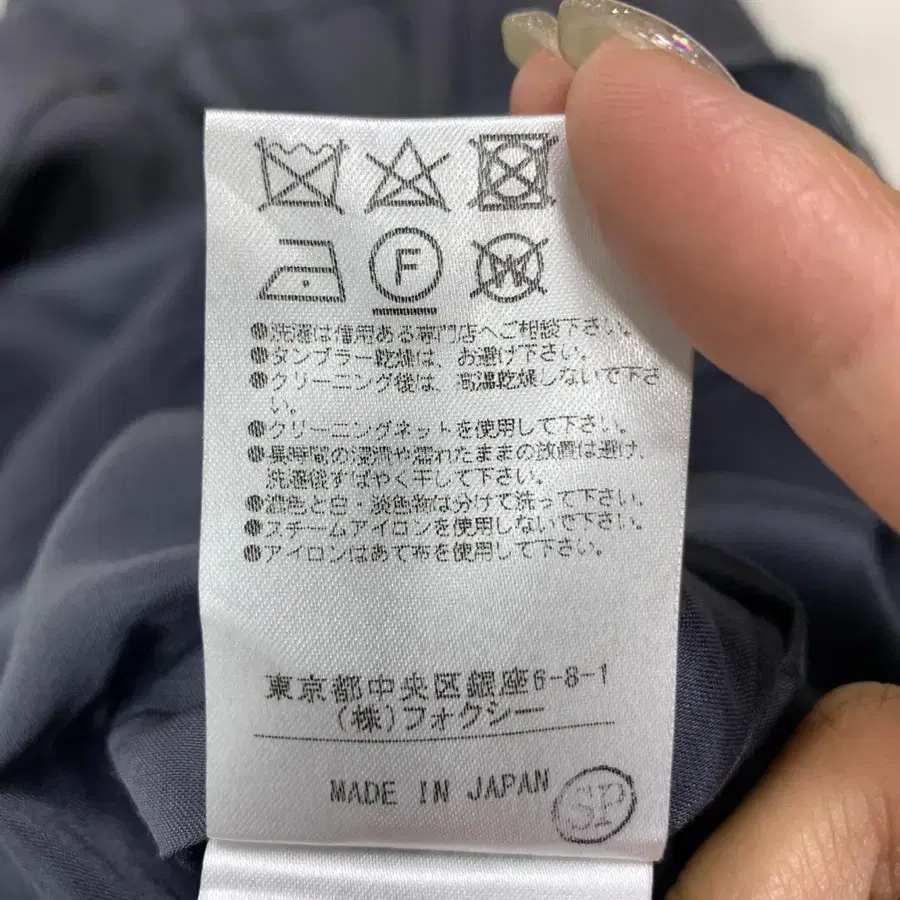 F
W
●洗濯は信用ある専門店へご相談下さい。
●タンブラー乾燥は、お避け下さい。
●クリーニング後は、高温乾燥しないで下さ
い。
●クリーニングネットを使用して下さい。
●長時間の浸漬や濡れたままの放置は避け、
洗濯後すばやく干して下さい。
●濃色と白・淡色物は分けて洗って下さい。
●スチームアイロンを使用しないで下さい。
●アイロンはあて布を使用して下さい。
東京都中央区銀座6-8-1
(株)フォクシー
MADE IN JAPAN
SP